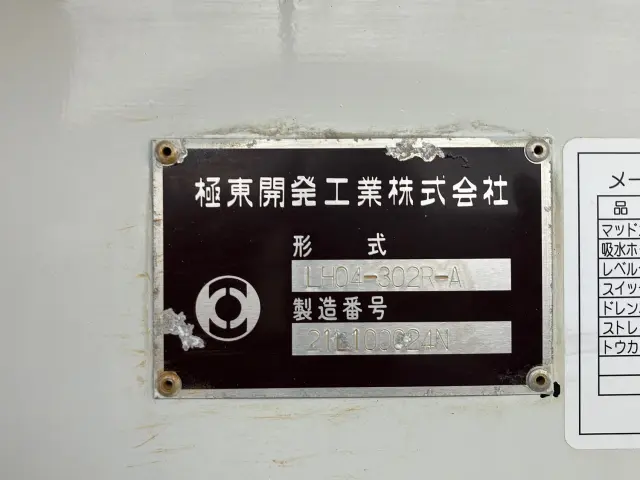 極東開発工業株式会社
形 式
LH04-302R-A
製造番号
メー
品
マッド
吸水ホ
レベル
スイッ
ドレン
ストレ
トウカ